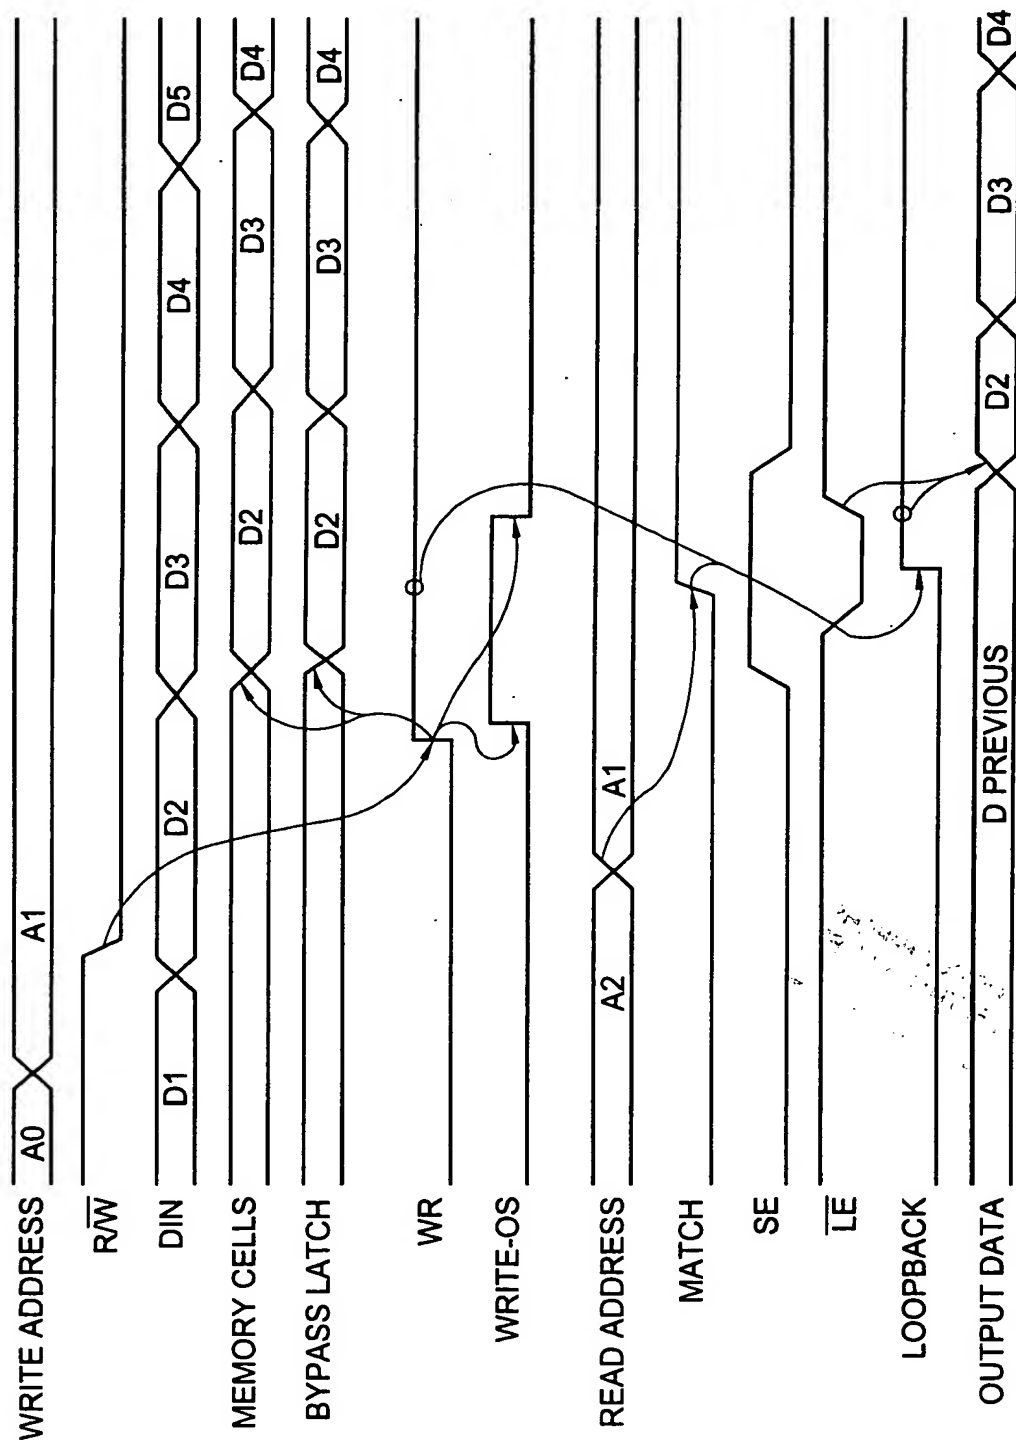 WRITE ADDRESS A0 A1
R/W̅
DIN D1 D2 D3 D4 D5
MEMORY CELLS D2 D3 D4
BYPASS LATCH D2 D3 D4
WR
WRITE-OS
READ ADDRESS A2 A1
MATCH
SE
L̅E̅
LOOPBACK
OUTPUT DATA D PREVIOUS D2 D3 D4